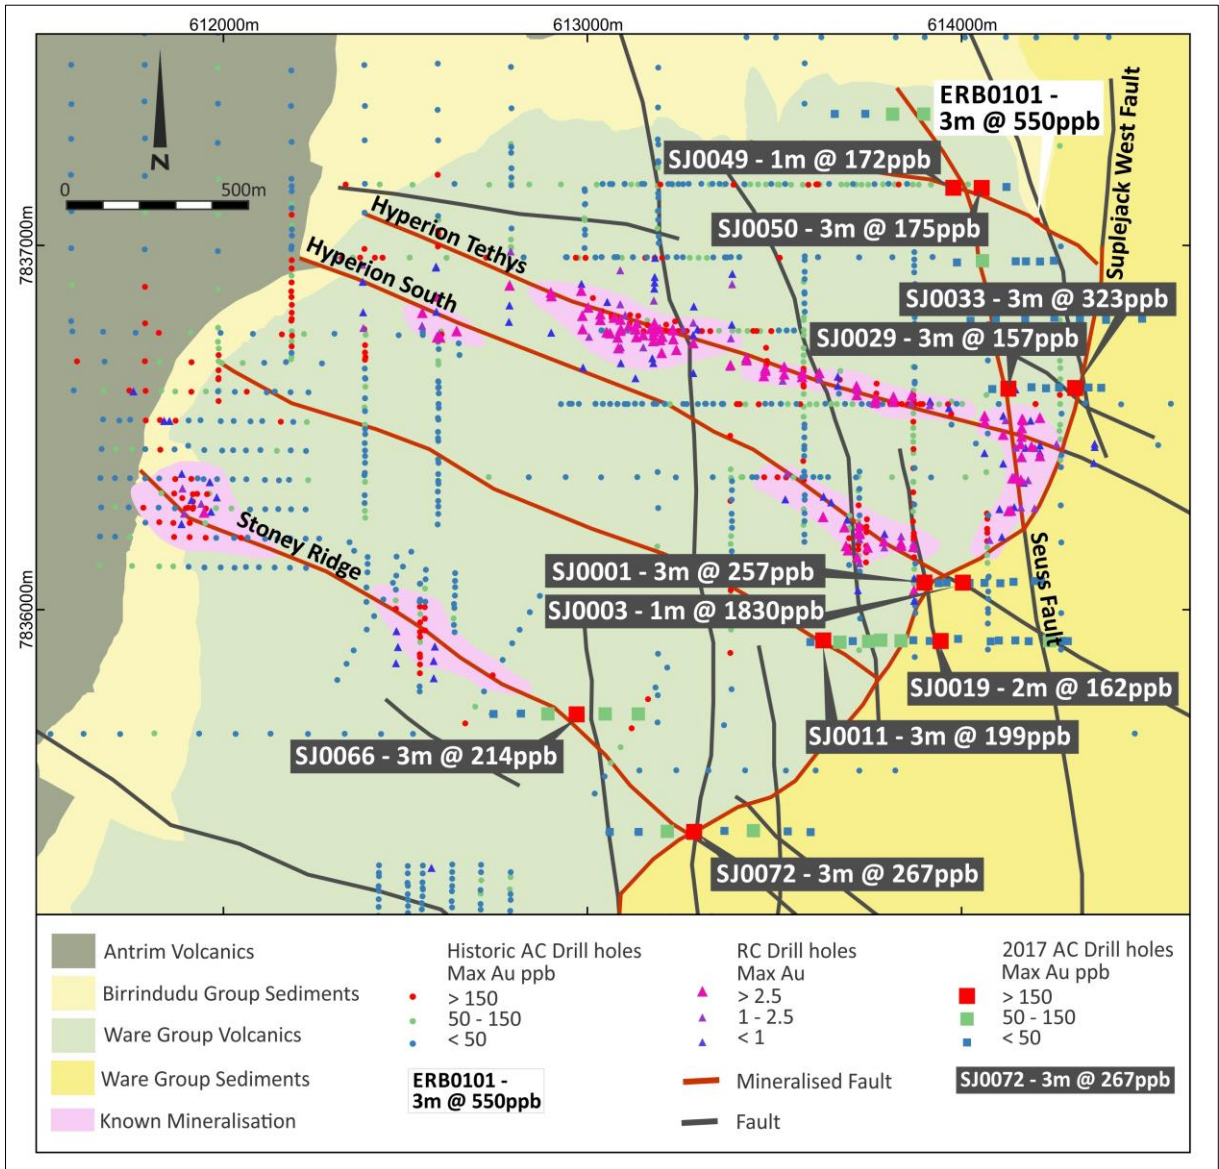 612000m
613000m
614000m
7837000m
7836000m
N
0
500m
ERB0101 -
3m @ 550ppb
SJ0049 - 1m @ 172ppb
SJ0050 - 3m @ 175ppb
Suplejack West Fault
Hyperion Tethys
Hyperion South
SJ0033 - 3m @ 323ppb
SJ0029 - 3m @ 157ppb
Stoney Ridge
Seuss Fault
SJ0001 - 3m @ 257ppb
SJ0003 - 1m @ 1830ppb
SJ0019 - 2m @ 162ppb
SJ0011 - 3m @ 199ppb
SJ0066 - 3m @ 214ppb
SJ0072 - 3m @ 267ppb
Antrim Volcanics
Birrindudu Group Sediments
Ware Group Volcanics
Ware Group Sediments
Known Mineralisation
Historic AC Drill holes
Max Au ppb
> 150
50 - 150
< 50
ERB0101 -
3m @ 550ppb
RC Drill holes
Max Au
> 2.5
1 - 2.5
< 1
Mineralised Fault
Fault
2017 AC Drill holes
Max Au ppb
> 150
50 - 150
< 50
SJ0072 - 3m @ 267ppb